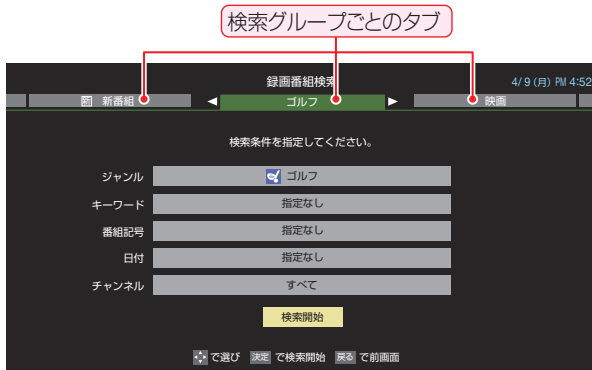 検索グループごとのタブ
録画番組検索 4/ 9 (月) PM 4:52
新 新番組 ◀ ゴルフ ▶ 映画
検索条件を指定してください。
ジャンル ゴルフ
キーワード 指定なし
番組記号 指定なし
日付 指定なし
チャンネル すべて
検索開始
で選び 決定 で検索開始 戻る で前画面